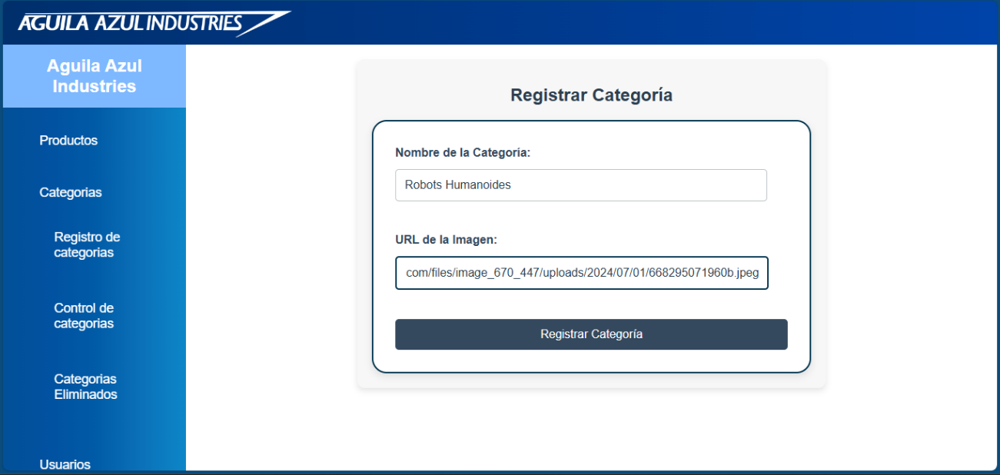 AGUILA AZUL INDUSTRIES
Aguila Azul
Industries
Productos
Categorias
Registro de
categorias
Control de
categorias
Categorias
Eliminados
Usuarios
Registrar Categoría
Nombre de la Categoría:
Robots Humanoides
URL de la Imagen:
com/files/image_670_447/uploads/2024/07/01/668295071960b.jpeg
Registrar Categoría